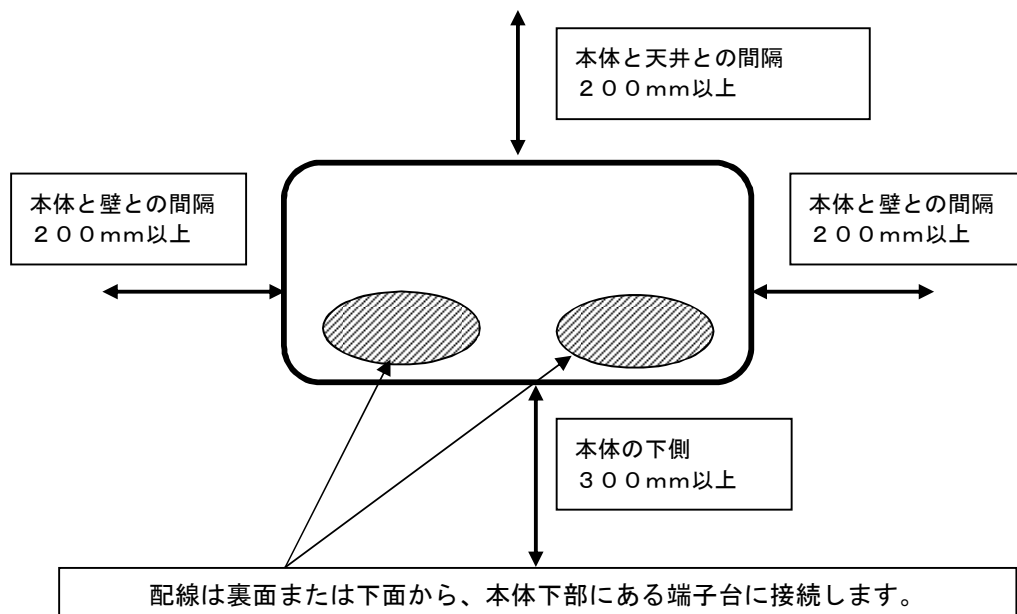 本体と天井との間隔
２００ｍｍ以上
本体と壁との間隔
２００ｍｍ以上
本体と壁との間隔
２００ｍｍ以上
本体の下側
３００ｍｍ以上
配線は裏面または下面から、本体下部にある端子台に接続します。